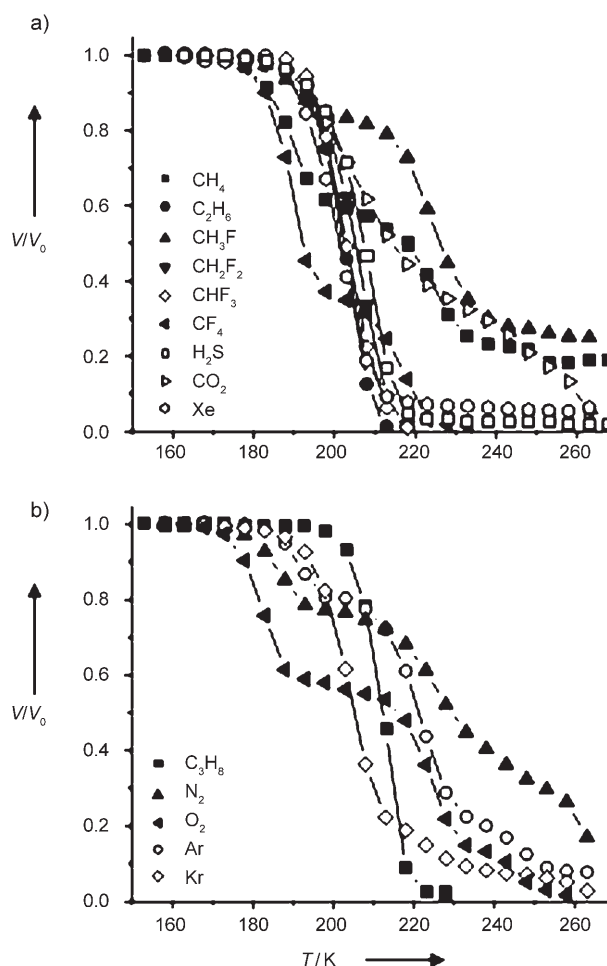 a)
1.0
0.8
0.6
0.4
0.2
0.0
V/V₀
CH₄
C₂H₆
CH₃F
CH₂F₂
CHF₃
CF₄
H₂S
CO₂
Xe
160 180 200 220 240 260
b)
1.0
0.8
0.6
0.4
0.2
0.0
V/V₀
C₃H₈
N₂
O₂
Ar
Kr
160 180 200 220 240 260
T/K